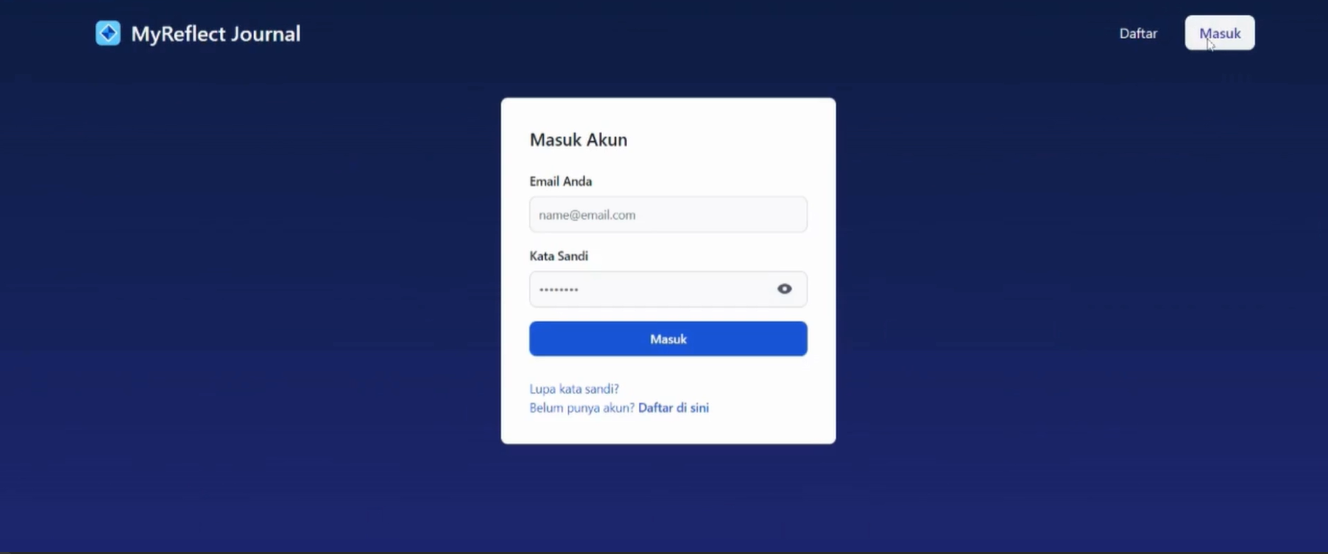 MyReflect Journal
Daftar
Masuk
Masuk Akun
Email Anda
name@email.com
Kata Sandi
••••••••
Masuk
Lupa kata sandi?
Belum punya akun? Daftar di sini